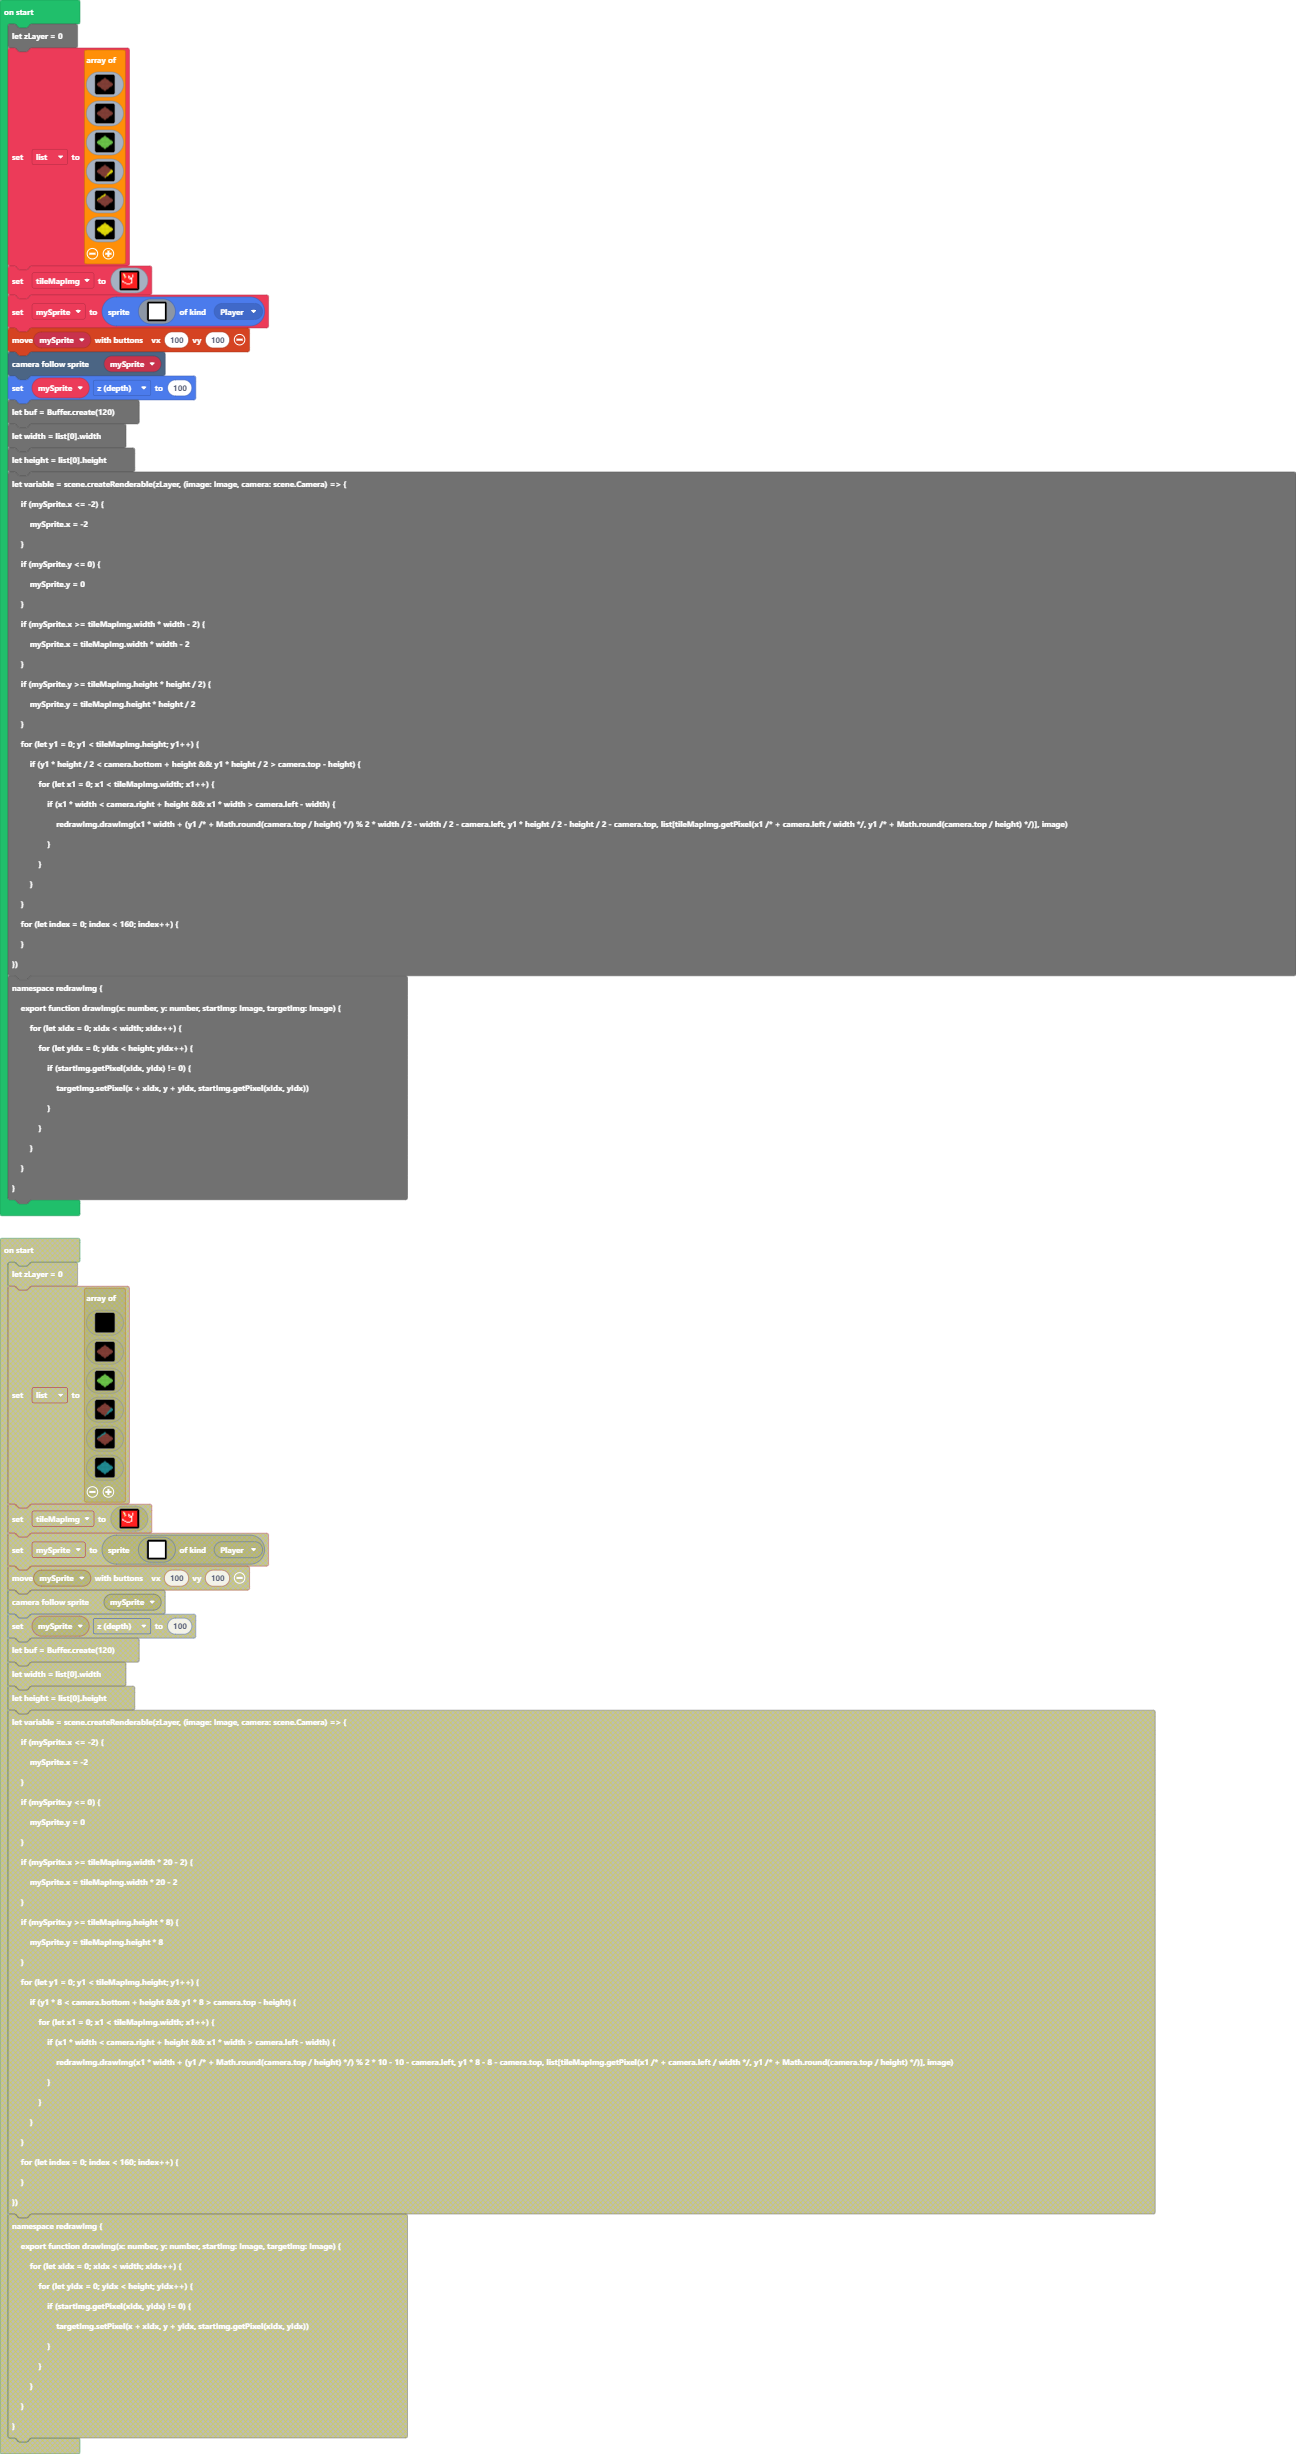 on start
let zLayer = 0
array of
set list to
set tileMapImg to
set mySprite to sprite of kind Player
move mySprite with buttons vx 100 vy 100
camera follow sprite mySprite
set mySprite z (depth) to 100
let buf = Buffer.create(120)
let width = list[0].width
let height = list[0].height
let variable = scene.createRenderable(zLayer, (image: Image, camera: scene.Camera) => {
if (mySprite.x <= -2) {
mySprite.x = -2
}
if (mySprite.y <= 0) {
mySprite.y = 0
}
if (mySprite.x >= tileMapImg.width * width - 2) {
mySprite.x = tileMapImg.width * width - 2
}
if (mySprite.y >= tileMapImg.height * height / 2) {
mySprite.y = tileMapImg.height * height / 2
}
for (let y1 = 0; y1 < tileMapImg.height; y1++) {
if (y1 * height / 2 < camera.bottom + height && y1 * height / 2 > camera.top - height) {
for (let x1 = 0; x1 < tileMapImg.width; x1++) {
if (x1 * width < camera.right + height && x1 * width > camera.left - width) {
redrawImg.drawImg(x1 * width + (y1 /* + Math.round(camera.top / height) */) % 2 * width / 2 - width / 2 - camera.left, y1 * height / 2 - height / 2 - camera.top, list[tileMapImg.getPixel(x1 /* + camera.left / width */, y1 /* + Math.round(camera.top / height) */)], image)
}
}
}
}
for (let index = 0; index < 160; index++) {
}
})
namespace redrawImg {
export function drawImg(x: number, y: number, startImg: Image, targetImg: Image) {
for (let xIdx = 0; xIdx < width; xIdx++) {
for (let yIdx = 0; yIdx < height; yIdx++) {
if (startImg.getPixel(xIdx, yIdx) != 0) {
targetImg.setPixel(x + xIdx, y + yIdx, startImg.getPixel(xIdx, yIdx))
}
}
}
}
}
on start
let zLayer = 0
array of
set list to
set tileMapImg to
set mySprite to sprite of kind Player
move mySprite with buttons vx 100 vy 100
camera follow sprite mySprite
set mySprite z (depth) to 100
let buf = Buffer.create(120)
let width = list[0].width
let height = list[0].height
let variable = scene.createRenderable(zLayer, (image: Image, camera: scene.Camera) => {
if (mySprite.x <= -2) {
mySprite.x = -2
}
if (mySprite.y <= 0) {
mySprite.y = 0
}
if (mySprite.x >= tileMapImg.width * 20 - 2) {
mySprite.x = tileMapImg.width * 20 - 2
}
if (mySprite.y >= tileMapImg.height * 8) {
mySprite.y = tileMapImg.height * 8
}
for (let y1 = 0; y1 < tileMapImg.height; y1++) {
if (y1 * 8 < camera.bottom + height && y1 * 8 > camera.top - height) {
for (let x1 = 0; x1 < tileMapImg.width; x1++) {
if (x1 * width < camera.right + height && x1 * width > camera.left - width) {
redrawImg.drawImg(x1 * width + (y1 /* + Math.round(camera.top / height) */) % 2 * 10 - 10 - camera.left, y1 * 8 - 8 - camera.top, list[tileMapImg.getPixel(x1 /* + camera.left / width */, y1 /* + Math.round(camera.top / height) */)], image)
}
}
}
}
for (let index = 0; index < 160; index++) {
}
})
namespace redrawImg {
export function drawImg(x: number, y: number, startImg: Image, targetImg: Image) {
for (let xIdx = 0; xIdx < width; xIdx++) {
for (let yIdx = 0; yIdx < height; yIdx++) {
if (startImg.getPixel(xIdx, yIdx) != 0) {
targetImg.setPixel(x + xIdx, y + yIdx, startImg.getPixel(xIdx, yIdx))
}
}
}
}
}